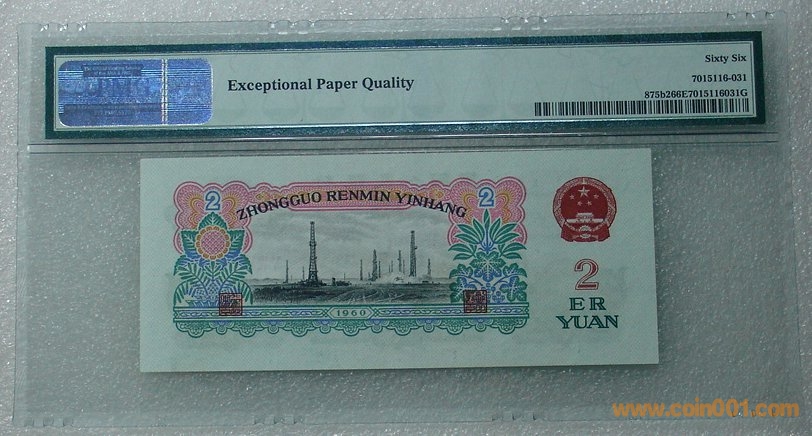 Sixty Six
Exceptional Paper Quality
7015116-031
875b266E7015116031G
2 2
ZHONGGUO RENMIN YINHANG
2
ER
YUAN
1960
www.coin001.com